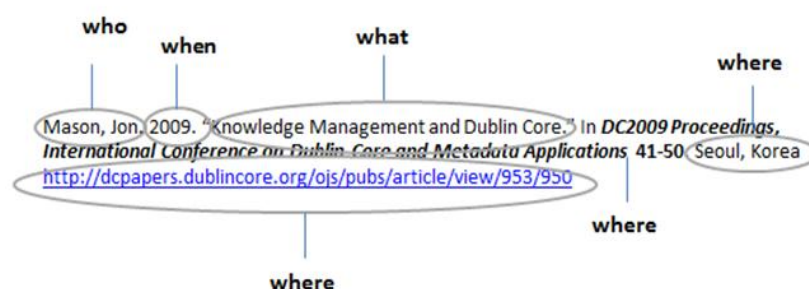 who
when
what
where
Mason, Jon. 2009. "Knowledge Management and Dublin Core." In DC2009 Proceedings,
International Conference on Dublin Core and Metadata Applications 41-50 Seoul, Korea
http://dcpapers.dublincore.org/ojs/pubs/article/view/953/950
where
where